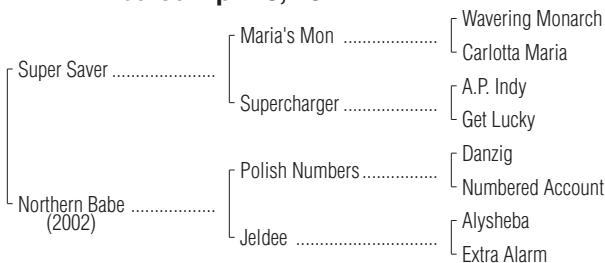 Wavering Monarch
Maria's Mon ....................
Carlotta Maria
Super Saver ......................
A.P. Indy
Supercharger ....................
Get Lucky
Danzig
Polish Numbers ................
Numbered Account
Northern Babe ..................
(2002)
Alysheba
Jeldee ..............................
Extra Alarm